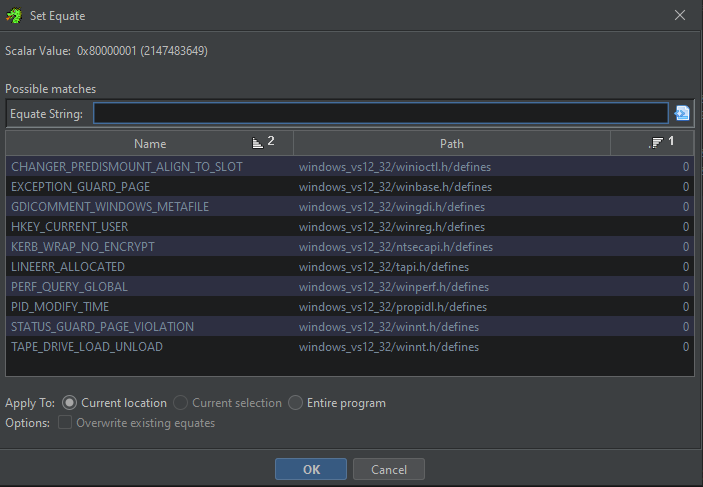 Set Equate
Scalar Value: 0x80000001 (2147483649)
Possible matches
Equate String:
Name 2 Path 1
CHANGER_PREDISMOUNT_ALIGN_TO_SLOT windows_vs12_32/winioctl.h/defines 0
EXCEPTION_GUARD_PAGE windows_vs12_32/winbase.h/defines 0
GDICOMMENT_WINDOWS_METAFILE windows_vs12_32/wingdi.h/defines 0
HKEY_CURRENT_USER windows_vs12_32/winreg.h/defines 0
KERB_WRAP_NO_ENCRYPT windows_vs12_32/ntsecapi.h/defines 0
LINEERR_ALLOCATED windows_vs12_32/tapi.h/defines 0
PERF_QUERY_GLOBAL windows_vs12_32/winperf.h/defines 0
PID_MODIFY_TIME windows_vs12_32/propidl.h/defines 0
STATUS_GUARD_PAGE_VIOLATION windows_vs12_32/winnt.h/defines 0
TAPE_DRIVE_LOAD_UNLOAD windows_vs12_32/winnt.h/defines 0
Apply To: Current location Current selection Entire program
Options: Overwrite existing equates
OK Cancel